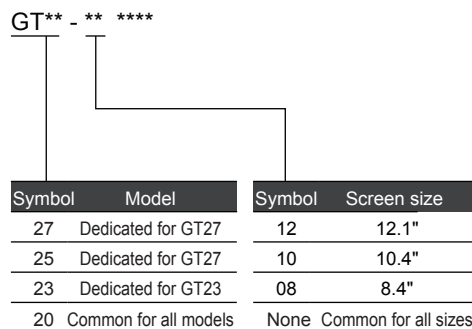 GT** - ** ****
Symbol Model
27 Dedicated for GT27
25 Dedicated for GT27
23 Dedicated for GT23
20 Common for all models
Symbol Screen size
12 12.1"
10 10.4"
08 8.4"
None Common for all sizes